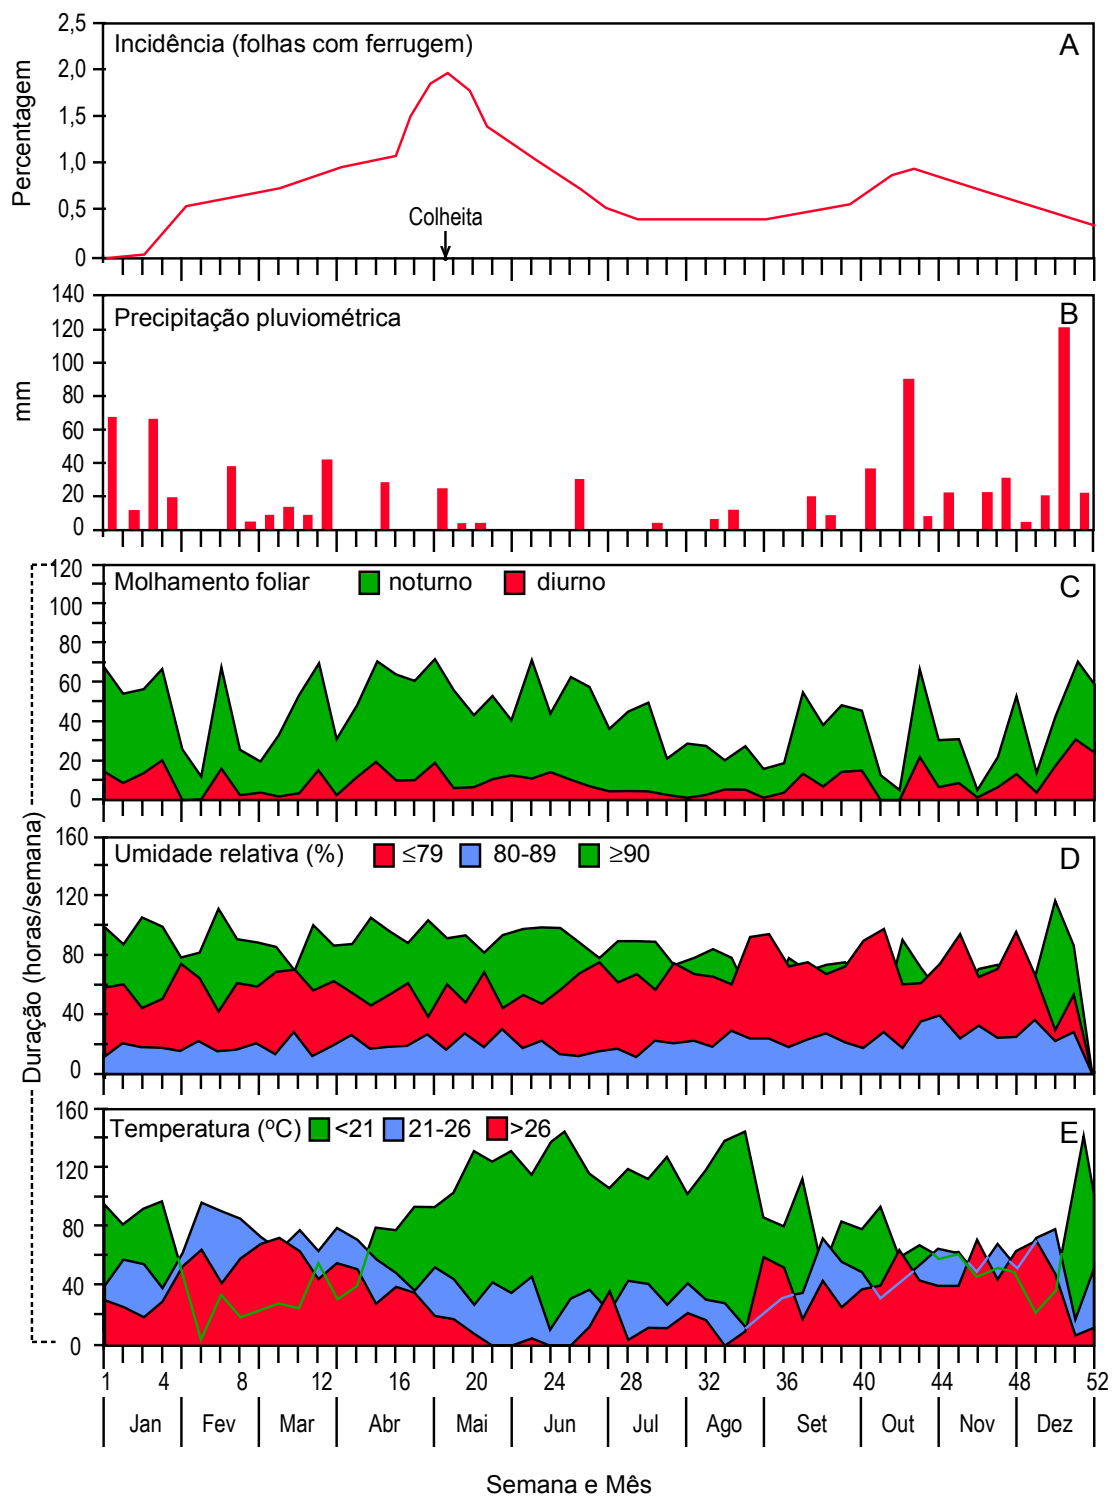 2,5
Incidência (folhas com ferrugem)
A
2,0
1,5
1,0
0,5
0
Percentagem
Colheita
140
Precipitação pluviométrica
B
120
100
80
60
40
20
0
mm
120
Molhamento foliar
noturno
diurno
C
100
80
60
40
20
0
160
Umidade relativa (%)
≤79
80-89
≥90
D
120
80
40
0
Duração (horas/semana)
160
Temperatura (ºC)
<21
21-26
>26
E
120
80
40
0
1 4 8 12 16 20 24 28 32 36 40 44 48 52
Jan Fev Mar Abr Mai Jun Jul Ago Set Out Nov Dez
Semana e Mês